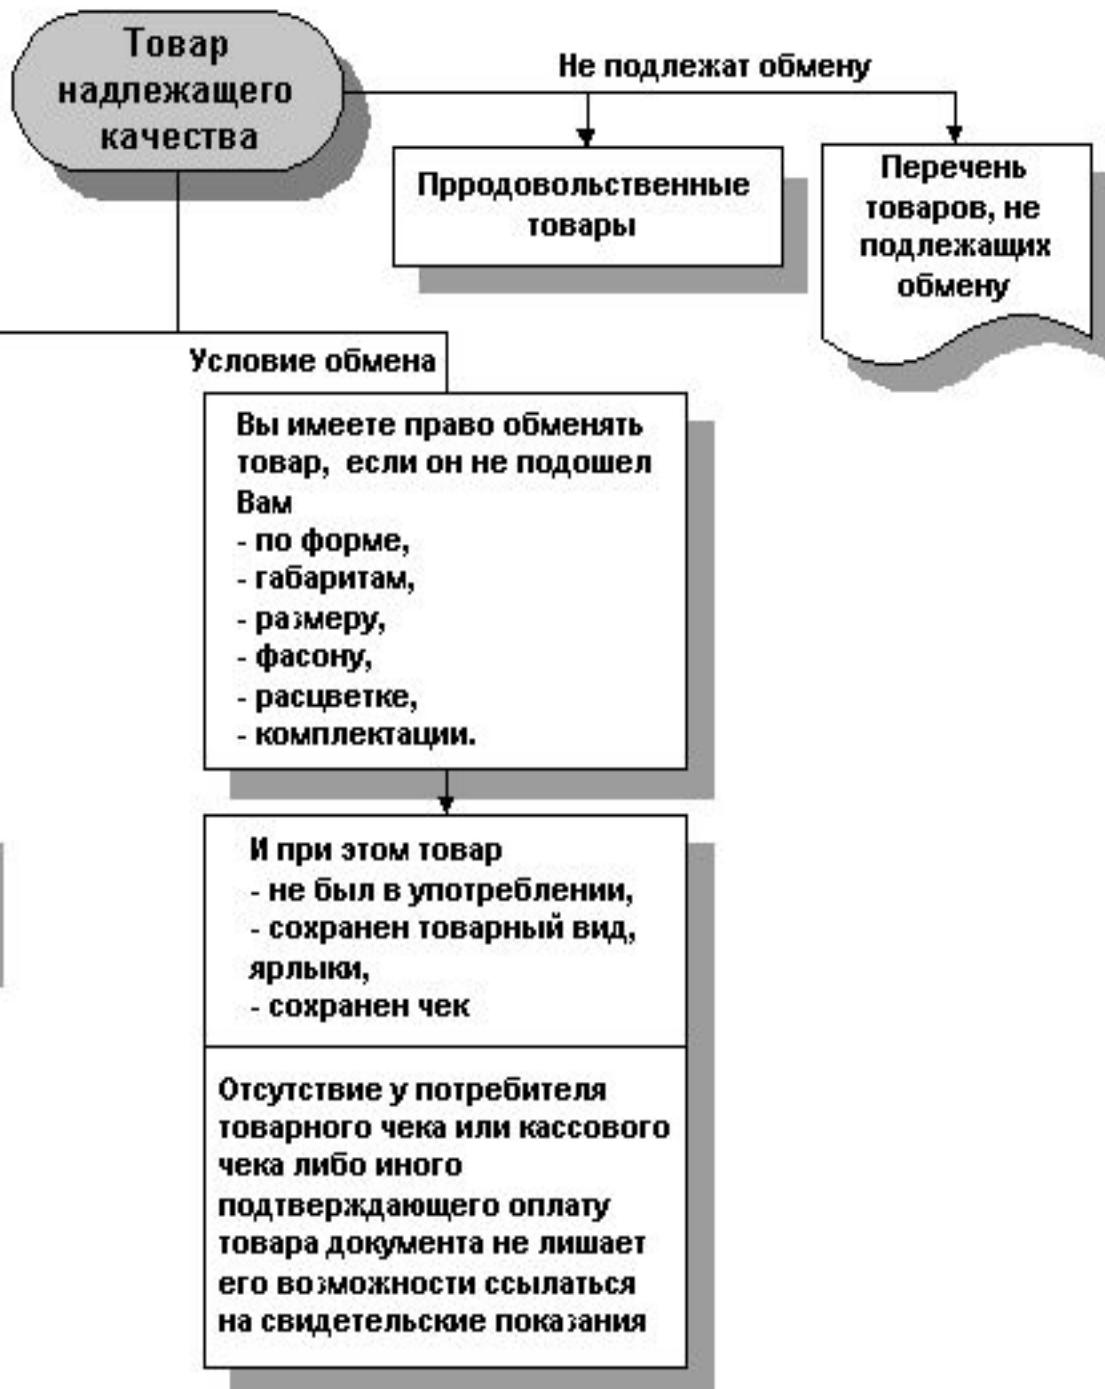 Товар
надлежащего
качества
Не подлежат обмену
Прродовольственные
товары
Перечень
товаров, не
подлежащих
обмену
Условие обмена
Вы имеете право обменять
товар, если он не подошел
Вам
- по форме,
- габаритам,
- размеру,
- фасону,
- расцветке,
- комплектации.
И при этом товар
- не был в употреблении,
- сохранен товарный вид,
ярлыки,
- сохранен чек
Отсутствие у потребителя
товарного чека или кассового
чека либо иного
подтверждающего оплату
товара документа не лишает
его возможности ссылаться
на свидетельские показания